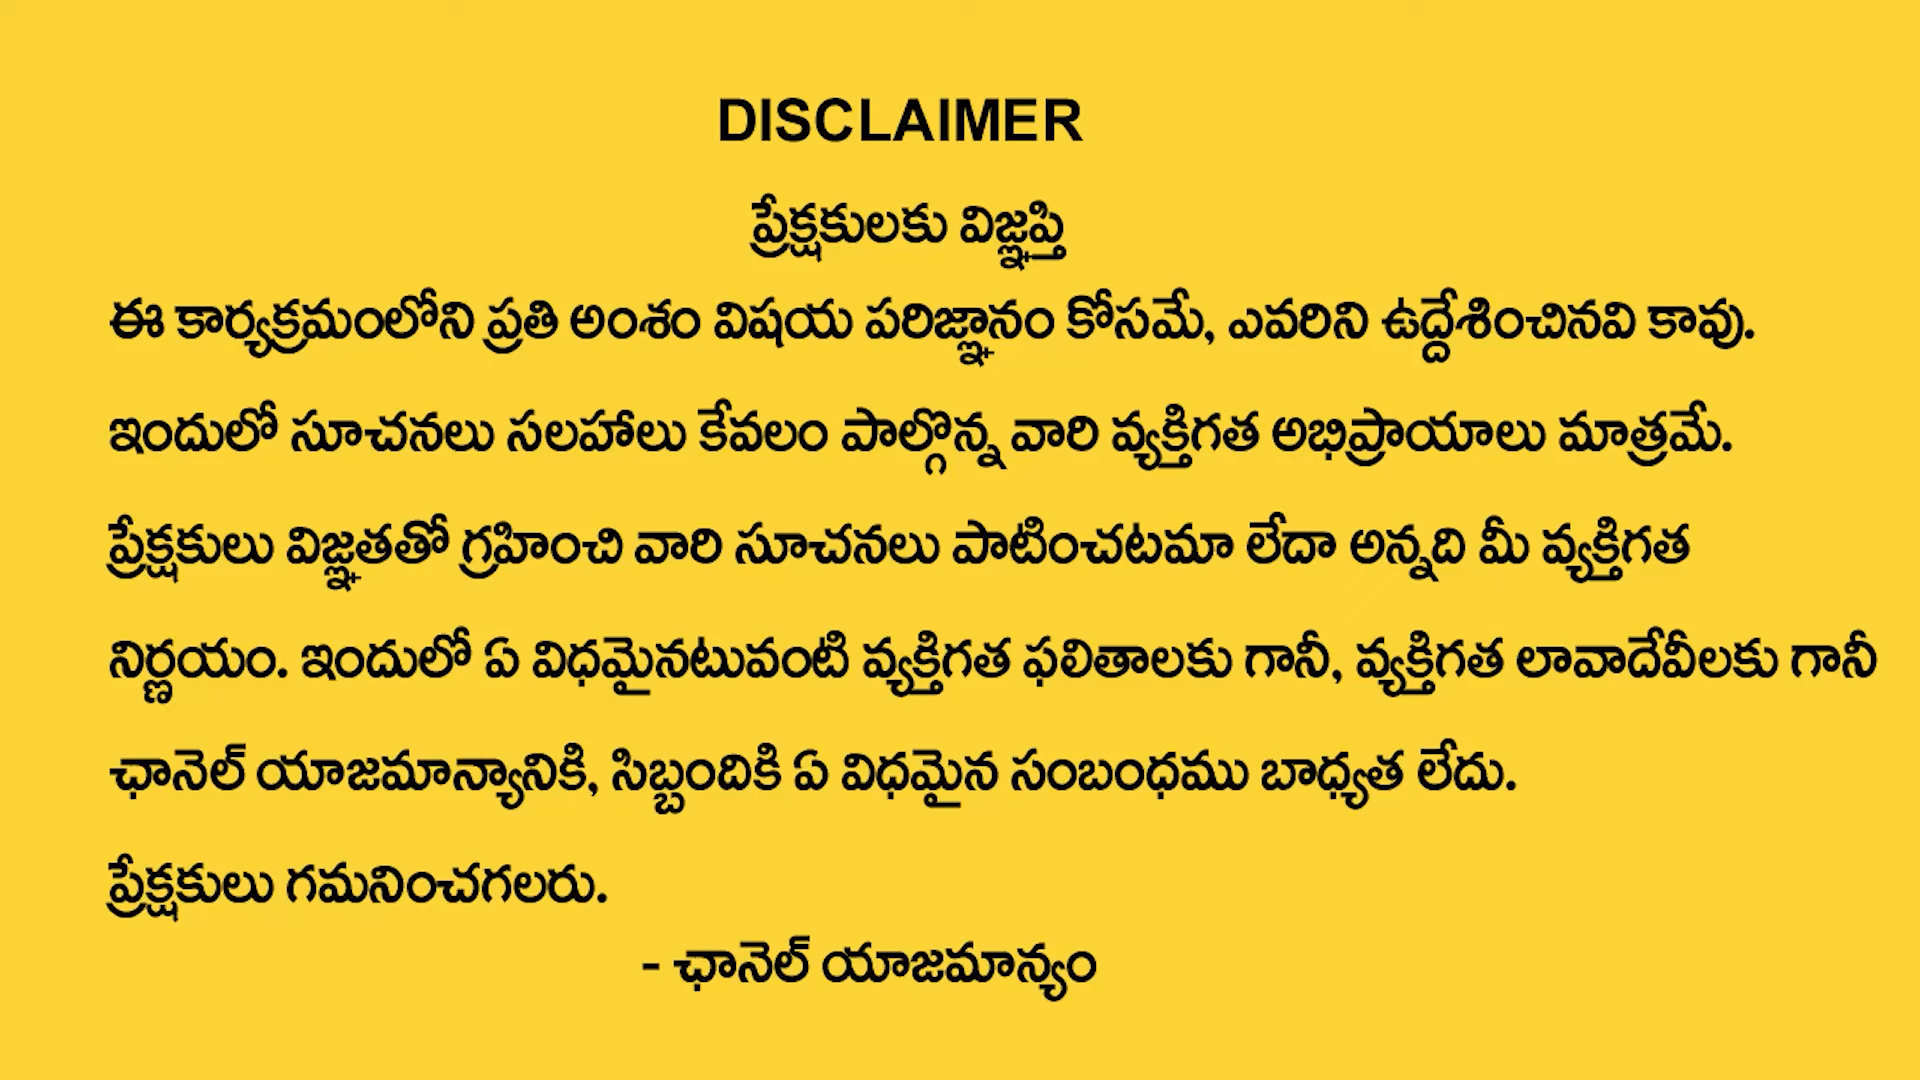 DISCLAIMER
ప్రేక్షకులకు విజ్ఞప్తి
ఈ కార్యక్రమంలోని ప్రతి అంశం విషయ పరిజ్ఞానం కోసమే, ఎవరిని ఉద్దేశించినవి కావు.
ఇందులో సూచనలు సలహాలు కేవలం పాల్గొన్న వారి వ్యక్తిగత అభిప్రాయాలు మాత్రమే.
ప్రేక్షకులు విజ్ఞతతో గ్రహించి వారి సూచనలు పాటించటమా లేదా అన్నది మీ వ్యక్తిగత
నిర్ణయం. ఇందులో ఏ విధమైనటువంటి వ్యక్తిగత ఫలితాలకు గానీ, వ్యక్తిగత లావాదేవీలకు గానీ
ఛానెల్ యాజమాన్యానికి, సిబ్బందికి ఏ విధమైన సంబంధము బాధ్యత లేదు.
ప్రేక్షకులు గమనించగలరు.
- ఛానెల్ యాజమాన్యం